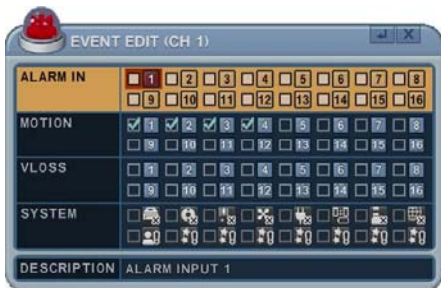 EVENT EDIT (CH 1)
X
ALARM IN 1 2 3 4 5 6 7 8
9 10 11 12 13 14 15 16
MOTION 1 2 3 4 5 6 7 8
9 10 11 12 13 14 15 16
VLOSS 1 2 3 4 5 6 7 8
9 10 11 12 13 14 15 16
SYSTEM
DESCRIPTION ALARM INPUT 1